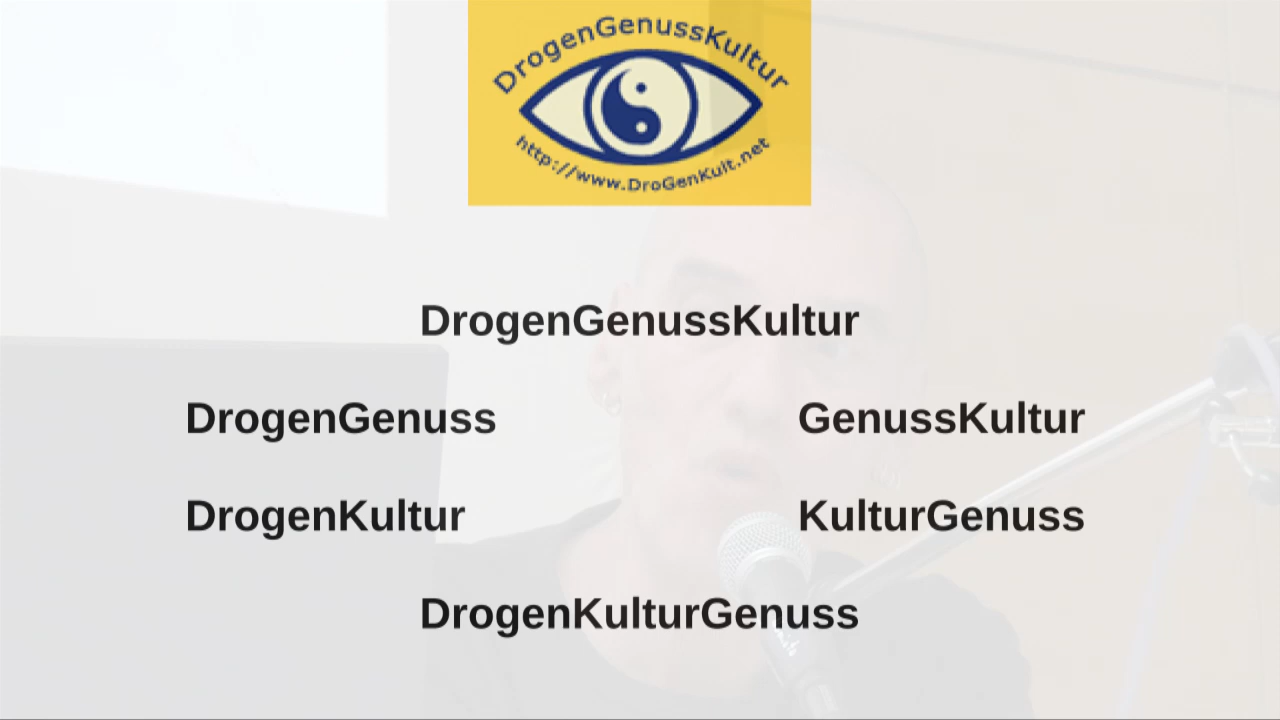 DrogenGenussKultur
http://www.DroGenKult.net
DrogenGenussKultur
DrogenGenuss GenussKultur
DrogenKultur KulturGenuss
DrogenKulturGenuss